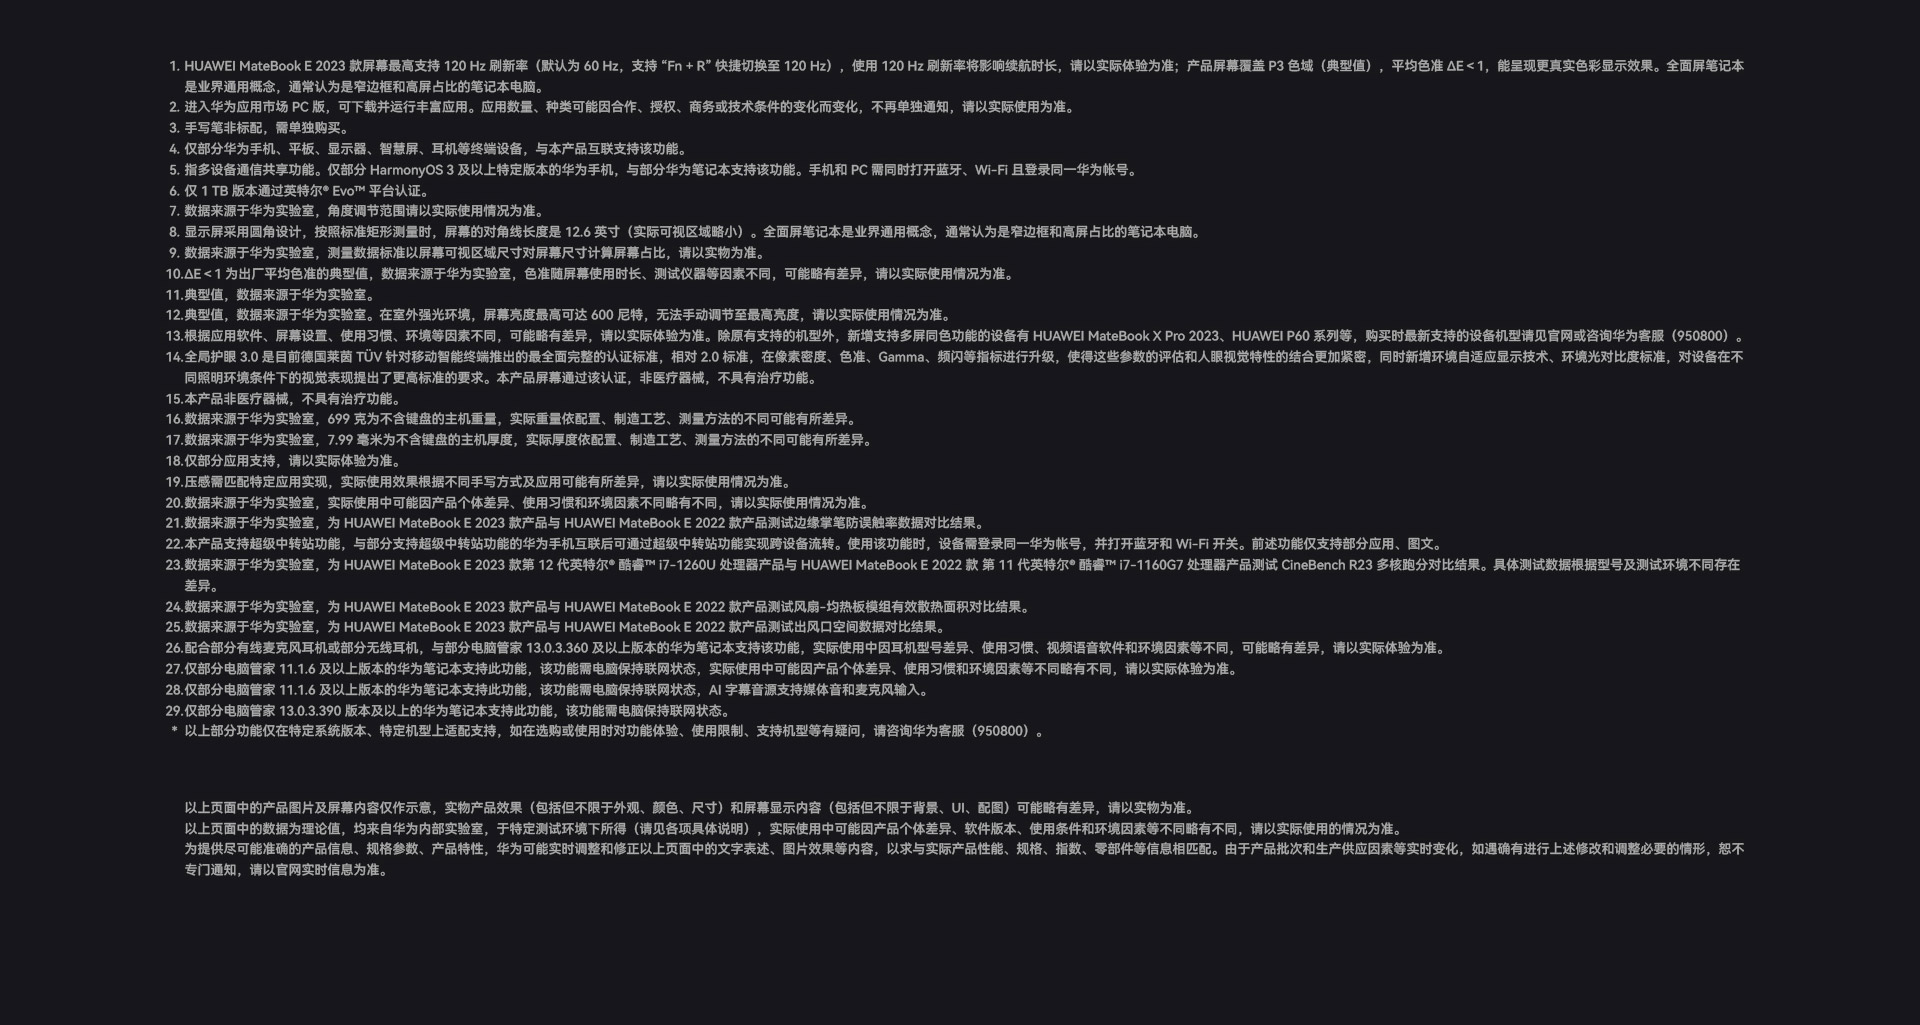 1. HUAWEI MateBook E 2023 款屏幕最高支持 120 Hz 刷新率（默认为 60 Hz，支持 “Fn + R” 快捷切换至 120 Hz），使用 120 Hz 刷新率将影响续航时长，请以实际体验为准；产品屏幕覆盖 P3 色域（典型值），平均色准 ΔE < 1，能呈现更真实色彩显示效果。全面屏笔记本
是业界通用概念，通常认为是窄边框和高屏占比的笔记本电脑。
2. 进入华为应用市场 PC 版，可下载并运行丰富应用。应用数量、种类可能因合作、授权、商务或技术条件的变化而变化，不再单独通知，请以实际使用为准。
3. 手写笔非标配，需单独购买。
4. 仅部分华为手机、平板、显示器、智慧屏、耳机等终端设备，与本产品互联支持该功能。
5. 指多设备通信共享功能。仅部分 HarmonyOS 3 及以上特定版本的华为手机，与部分华为笔记本支持该功能。手机和 PC 需同时打开蓝牙、Wi-Fi 且登录同一华为帐号。
6. 仅 1 TB 版本通过英特尔® Evo™ 平台认证。
7. 数据来源于华为实验室，角度调节范围请以实际使用情况为准。
8. 显示屏采用圆角设计，按照标准矩形测量时，屏幕的对角线长度是 12.6 英寸（实际可视区域略小）。全面屏笔记本是业界通用概念，通常认为是窄边框和高屏占比的笔记本电脑。
9. 数据来源于华为实验室，测量数据标准以屏幕可视区域尺寸对屏幕尺寸计算屏幕占比，请以实物为准。
10.ΔE < 1 为出厂平均色准的典型值，数据来源于华为实验室，色准随屏幕使用时长、测试仪器等因素不同，可能略有差异，请以实际使用情况为准。
11.典型值，数据来源于华为实验室。
12.典型值，数据来源于华为实验室。在室外强光环境，屏幕亮度最高可达 600 尼特，无法手动调节至最高亮度，请以实际使用情况为准。
13.根据应用软件、屏幕设置、使用习惯、环境等因素不同，可能略有差异，请以实际体验为准。除原有支持的机型外，新增支持多屏同色功能的设备有 HUAWEI MateBook X Pro 2023、HUAWEI P60 系列等，购买时最新支持的设备机型请见官网或咨询华为客服（950800）。
14.全局护眼 3.0 是目前德国莱茵 TÜV 针对移动智能终端推出的最全面完整的认证标准，相对 2.0 标准，在像素密度、色准、Gamma、频闪等指标进行升级，使得这些参数的评估和人眼视觉特性的结合更加紧密，同时新增环境自适应显示技术、环境光对比度标准，对设备在不
同照明环境条件下的视觉表现提出了更高标准的要求。本产品屏幕通过该认证，非医疗器械，不具有治疗功能。
15.本产品非医疗器械，不具有治疗功能。
16.数据来源于华为实验室，699 克为不含键盘的主机重量，实际重量依配置、制造工艺、测量方法的不同可能有所差异。
17.数据来源于华为实验室，7.99 毫米为不含键盘的主机厚度，实际厚度依配置、制造工艺、测量方法的不同可能有所差异。
18.仅部分应用支持，请以实际体验为准。
19.压感需匹配特定应用实现，实际使用效果根据不同手写方式及应用可能有所差异，请以实际使用情况为准。
20.数据来源于华为实验室，实际使用中可能因产品个体差异、使用习惯和环境因素不同略有不同，请以实际使用情况为准。
21.数据来源于华为实验室，为 HUAWEI MateBook E 2023 款产品与 HUAWEI MateBook E 2022 款产品测试边缘掌笔防误触率数据对比结果。
22.本产品支持超级中转站功能，与部分支持超级中转站功能的华为手机互联后可通过超级中转站功能实现跨设备流转。使用该功能时，设备需登录同一华为帐号，并打开蓝牙和 Wi-Fi 开关。前述功能仅支持部分应用、图文。
23.数据来源于华为实验室，为 HUAWEI MateBook E 2023 款第 12 代英特尔® 酷睿™ i7-1260U 处理器产品与 HUAWEI MateBook E 2022 款 第 11 代英特尔® 酷睿™ i7-1160G7 处理器产品测试 CineBench R23 多核跑分对比结果。具体测试数据根据型号及测试环境不同存在
差异。
24.数据来源于华为实验室，为 HUAWEI MateBook E 2023 款产品与 HUAWEI MateBook E 2022 款产品测试风扇-均热板模组有效散热面积对比结果。
25.数据来源于华为实验室，为 HUAWEI MateBook E 2023 款产品与 HUAWEI MateBook E 2022 款产品测试出风口空间数据对比结果。
26.配合部分有线麦克风耳机或部分无线耳机，与部分电脑管家 13.0.3.360 及以上版本的华为笔记本支持该功能，实际使用中因耳机型号差异、使用习惯、视频语音软件和环境因素等不同，可能略有差异，请以实际体验为准。
27.仅部分电脑管家 11.1.6 及以上版本的华为笔记本支持此功能，该功能需电脑保持联网状态，实际使用中可能因产品个体差异、使用习惯和环境因素等不同略有不同，请以实际体验为准。
28.仅部分电脑管家 11.1.6 及以上版本的华为笔记本支持此功能，该功能需电脑保持联网状态，AI 字幕音源支持媒体音和麦克风输入。
29.仅部分电脑管家 13.0.3.390 版本及以上的华为笔记本支持此功能，该功能需电脑保持联网状态。
* 以上部分功能仅在特定系统版本、特定机型上适配支持，如在选购或使用时对功能体验、使用限制、支持机型等有疑问，请咨询华为客服（950800）。
以上页面中的产品图片及屏幕内容仅作示意，实物产品效果（包括但不限于外观、颜色、尺寸）和屏幕显示内容（包括但不限于背景、UI、配图）可能略有差异，请以实物为准。
以上页面中的数据为理论值，均来自华为内部实验室，于特定测试环境下所得（请见各项具体说明），实际使用中可能因产品个体差异、软件版本、使用条件和环境因素等不同略有不同，请以实际使用的情况为准。
为提供尽可能准确的产品信息、规格参数、产品特性，华为可能实时调整和修正以上页面中的文字表述、图片效果等内容，以求与实际产品性能、规格、指数、零部件等信息相匹配。由于产品批次和生产供应因素等实时变化，如遇确有进行上述修改和调整必要的情形，恕不
专门通知，请以官网实时信息为准。